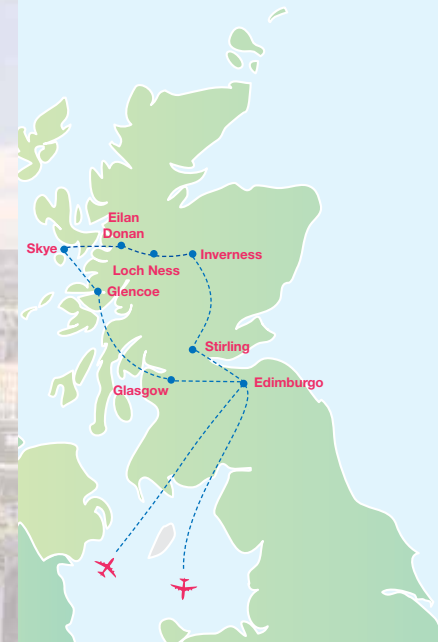 Eilan
Donan
Skye
Inverness
Loch Ness
Glencoe
Stirling
Glasgow
Edimburgo